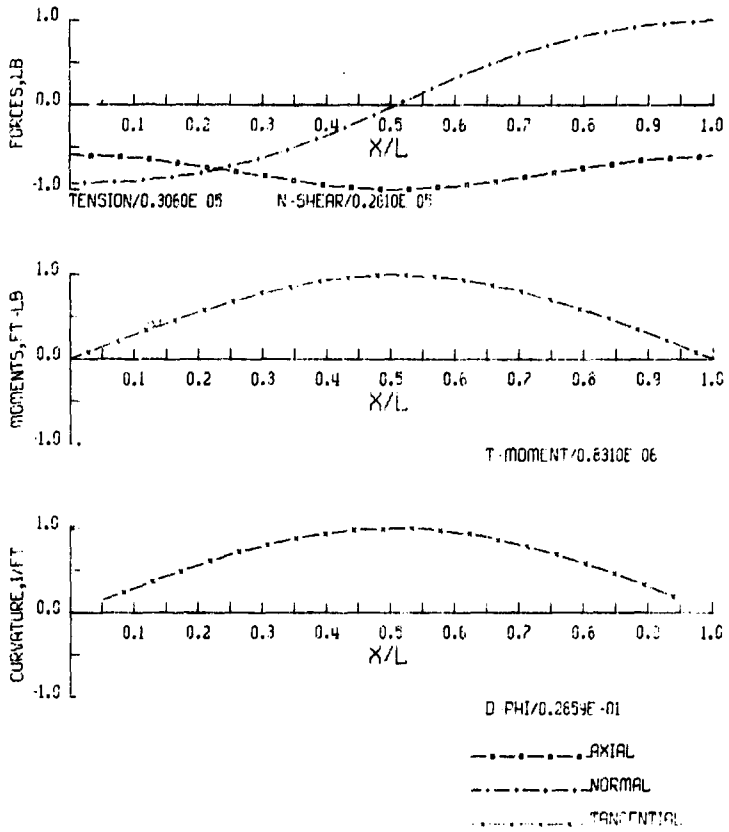 1.0
FORCES, LB
0.0
-1.0
0.1 0.2 0.3 0.4 0.5 0.6 0.7 0.8 0.9 1.0
X/L
TENSION/0.3060E 05 N-SHEAR/0.2010E 05
1.0
MOMENTS, FT-LB
0.0
-1.0
0.1 0.2 0.3 0.4 0.5 0.6 0.7 0.8 0.9 1.0
X/L
T-MOMENT/0.8310E 06
1.0
CURVATURE, 1/FT
0.0
-1.0
0.1 0.2 0.3 0.4 0.5 0.6 0.7 0.8 0.9 1.0
X/L
D-PHI/0.2659E-01
AXIAL
NORMAL
TANGENTIAL